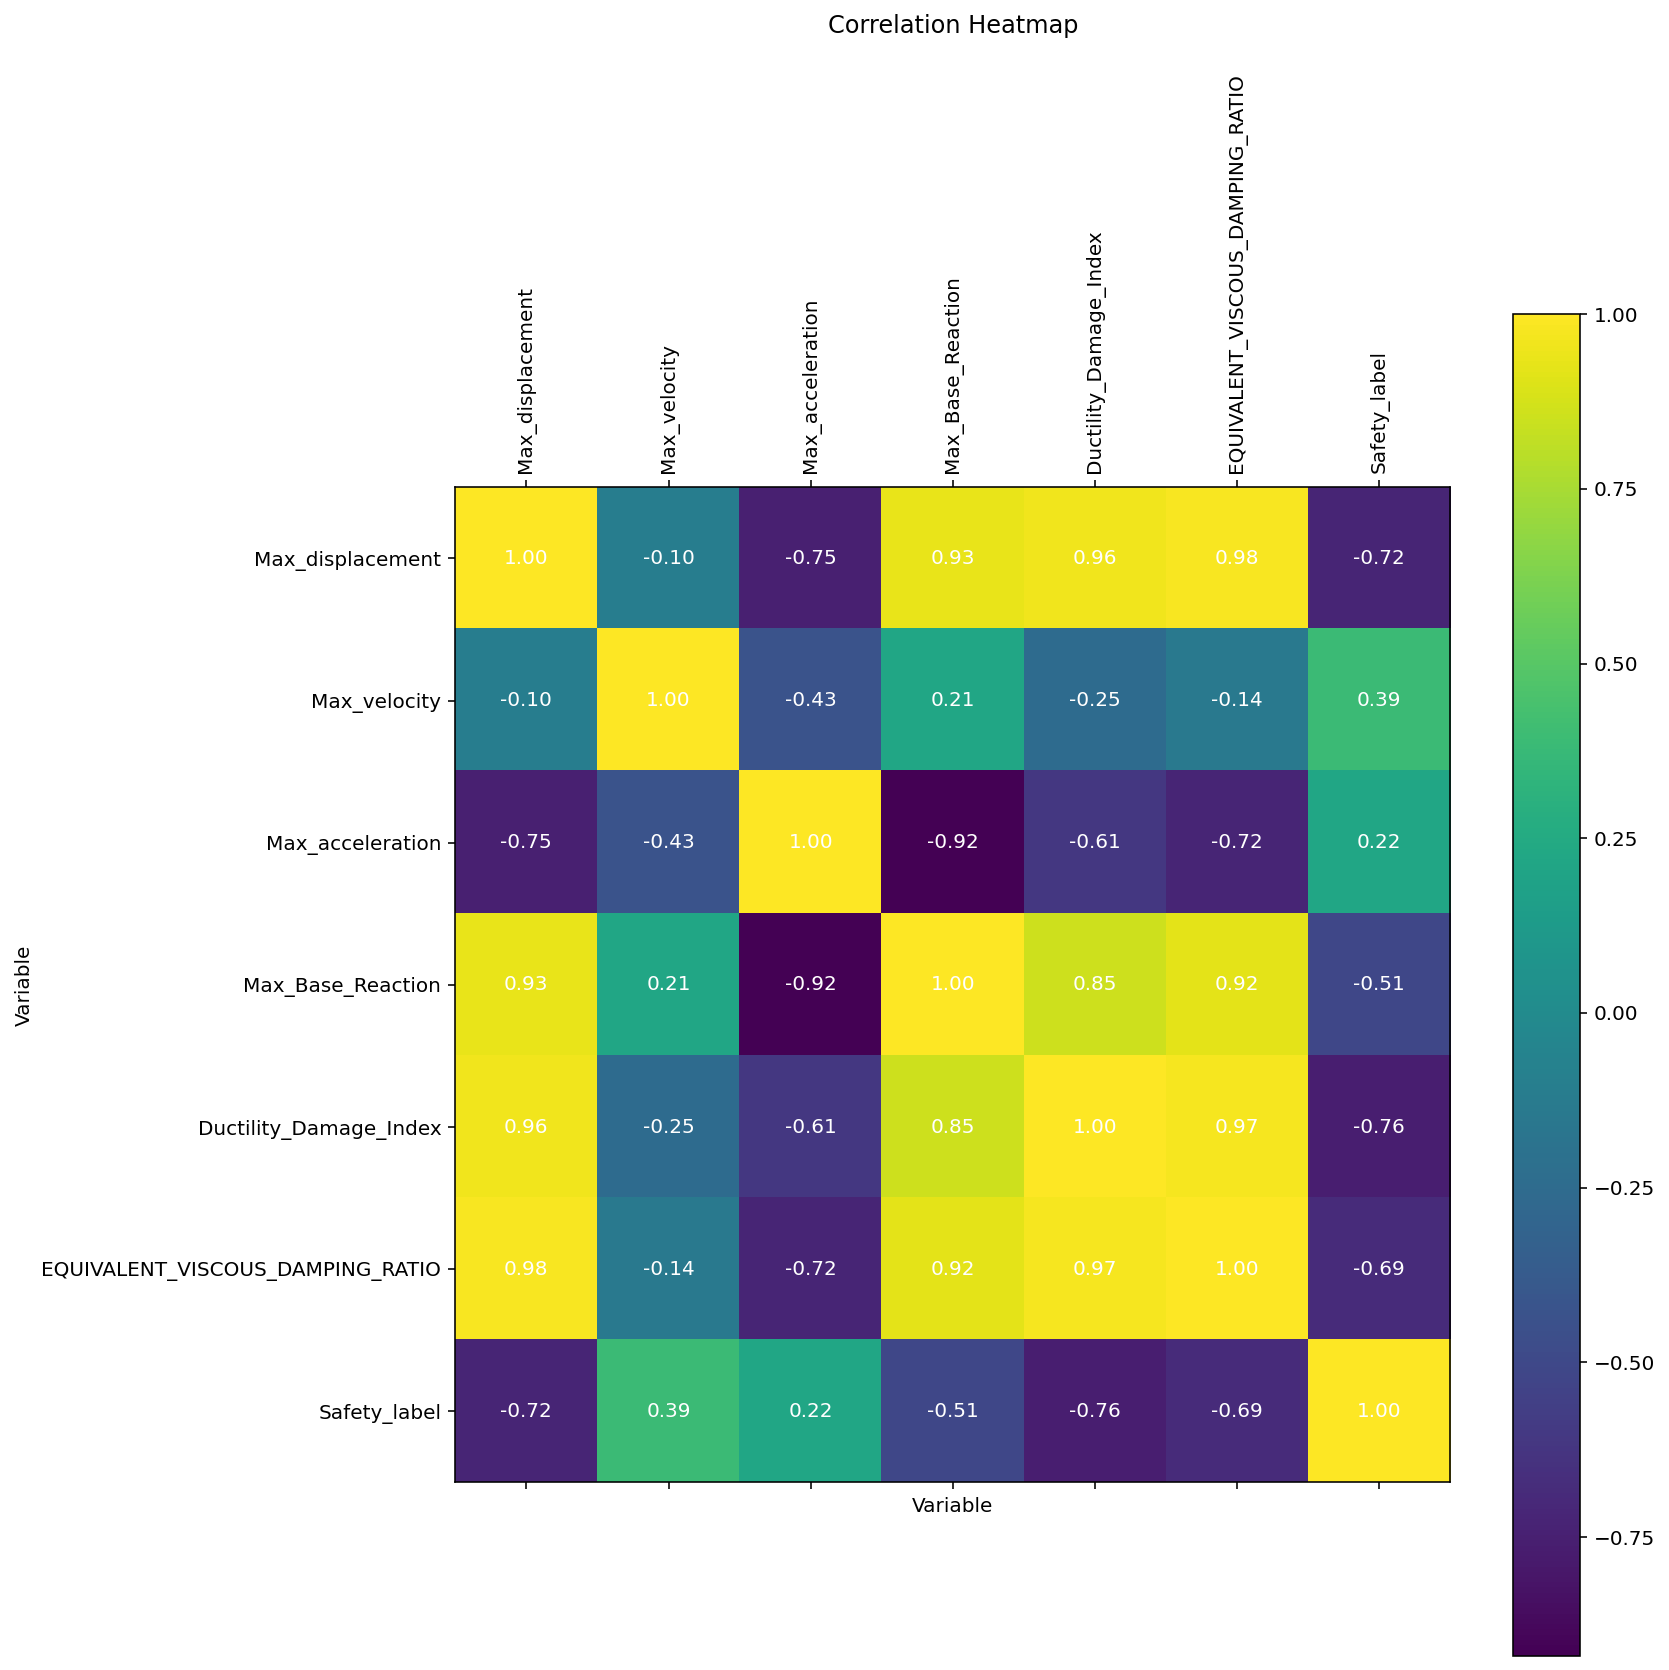 Correlation Heatmap
Max_displacement
Max_velocity
Max_acceleration
Max_Base_Reaction
Ductility_Damage_Index
EQUIVALENT_VISCOUS_DAMPING_RATIO
Safety_label
Variable
Max_displacement 1.00 -0.10 -0.75 0.93 0.96 0.98 -0.72
Max_velocity -0.10 1.00 -0.43 0.21 -0.25 -0.14 0.39
Max_acceleration -0.75 -0.43 1.00 -0.92 -0.61 -0.72 0.22
Max_Base_Reaction 0.93 0.21 -0.92 1.00 0.85 0.92 -0.51
Ductility_Damage_Index 0.96 -0.25 -0.61 0.85 1.00 0.97 -0.76
EQUIVALENT_VISCOUS_DAMPING_RATIO 0.98 -0.14 -0.72 0.92 0.97 1.00 -0.69
Safety_label -0.72 0.39 0.22 -0.51 -0.76 -0.69 1.00
Variable
1.00
0.75
0.50
0.25
0.00
−0.25
−0.50
−0.75